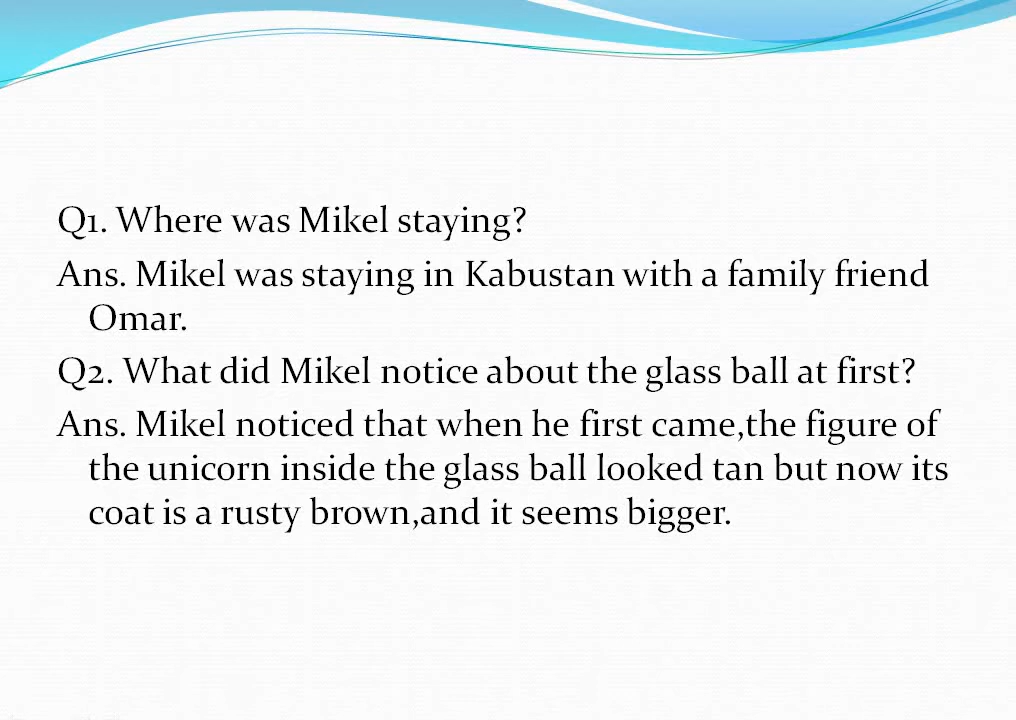 Q1. Where was Mikel staying?
Ans. Mikel was staying in Kabustan with a family friend
Omar.
Q2. What did Mikel notice about the glass ball at first?
Ans. Mikel noticed that when he first came,the figure of
the unicorn inside the glass ball looked tan but now its
coat is a rusty brown,and it seems bigger.